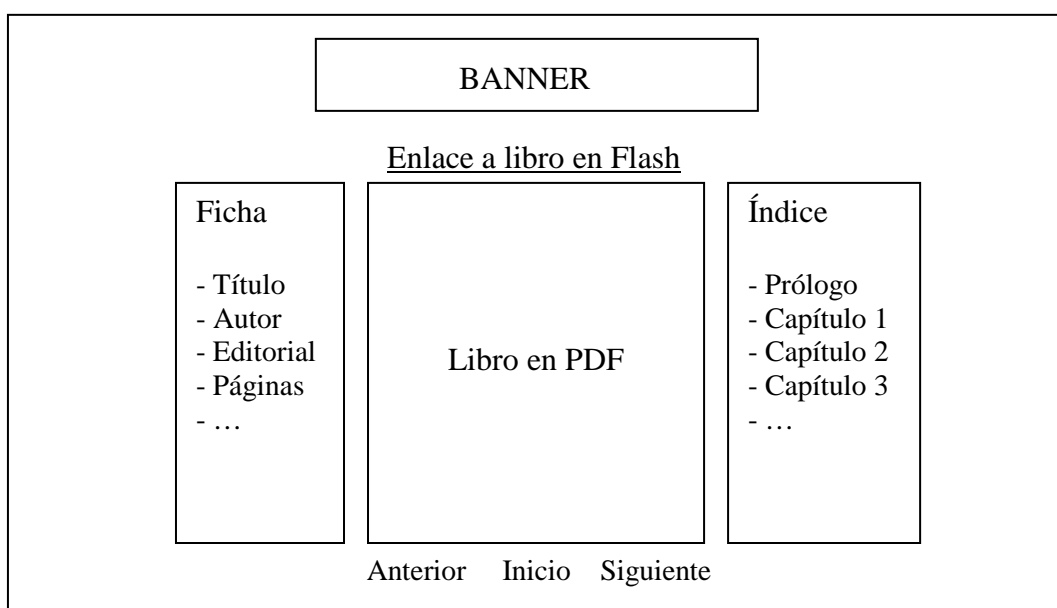 BANNER
Enlace a libro en Flash
Ficha
- Título
- Autor
- Editorial
- Páginas
- …
Libro en PDF
Índice
- Prólogo
- Capítulo 1
- Capítulo 2
- Capítulo 3
- …
Anterior Inicio Siguiente